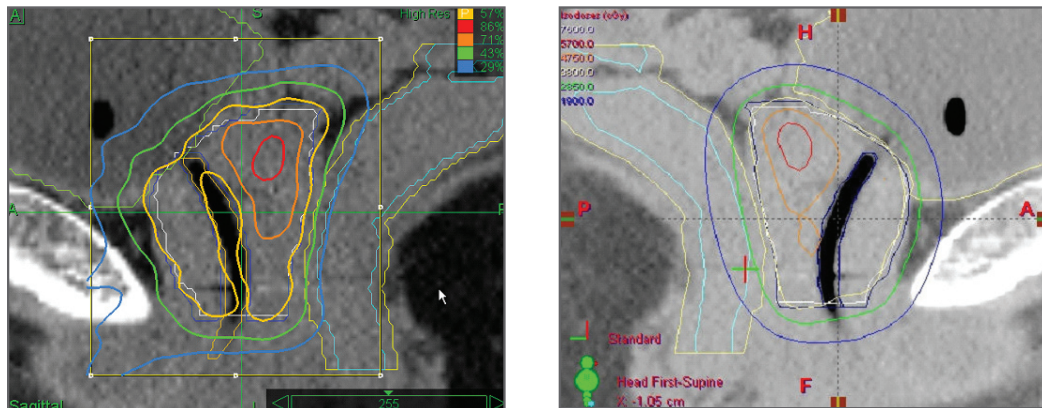 A
S
High Res
P 57%
86%
71%
43%
29%
A
P
Sagittal
I
255
Isodoses (cGy)
7600.0
5700.0
4750.0
3800.0
2850.0
1900.0
H
P
A
Standard
Head First-Supine
F
X: -1.05 cm